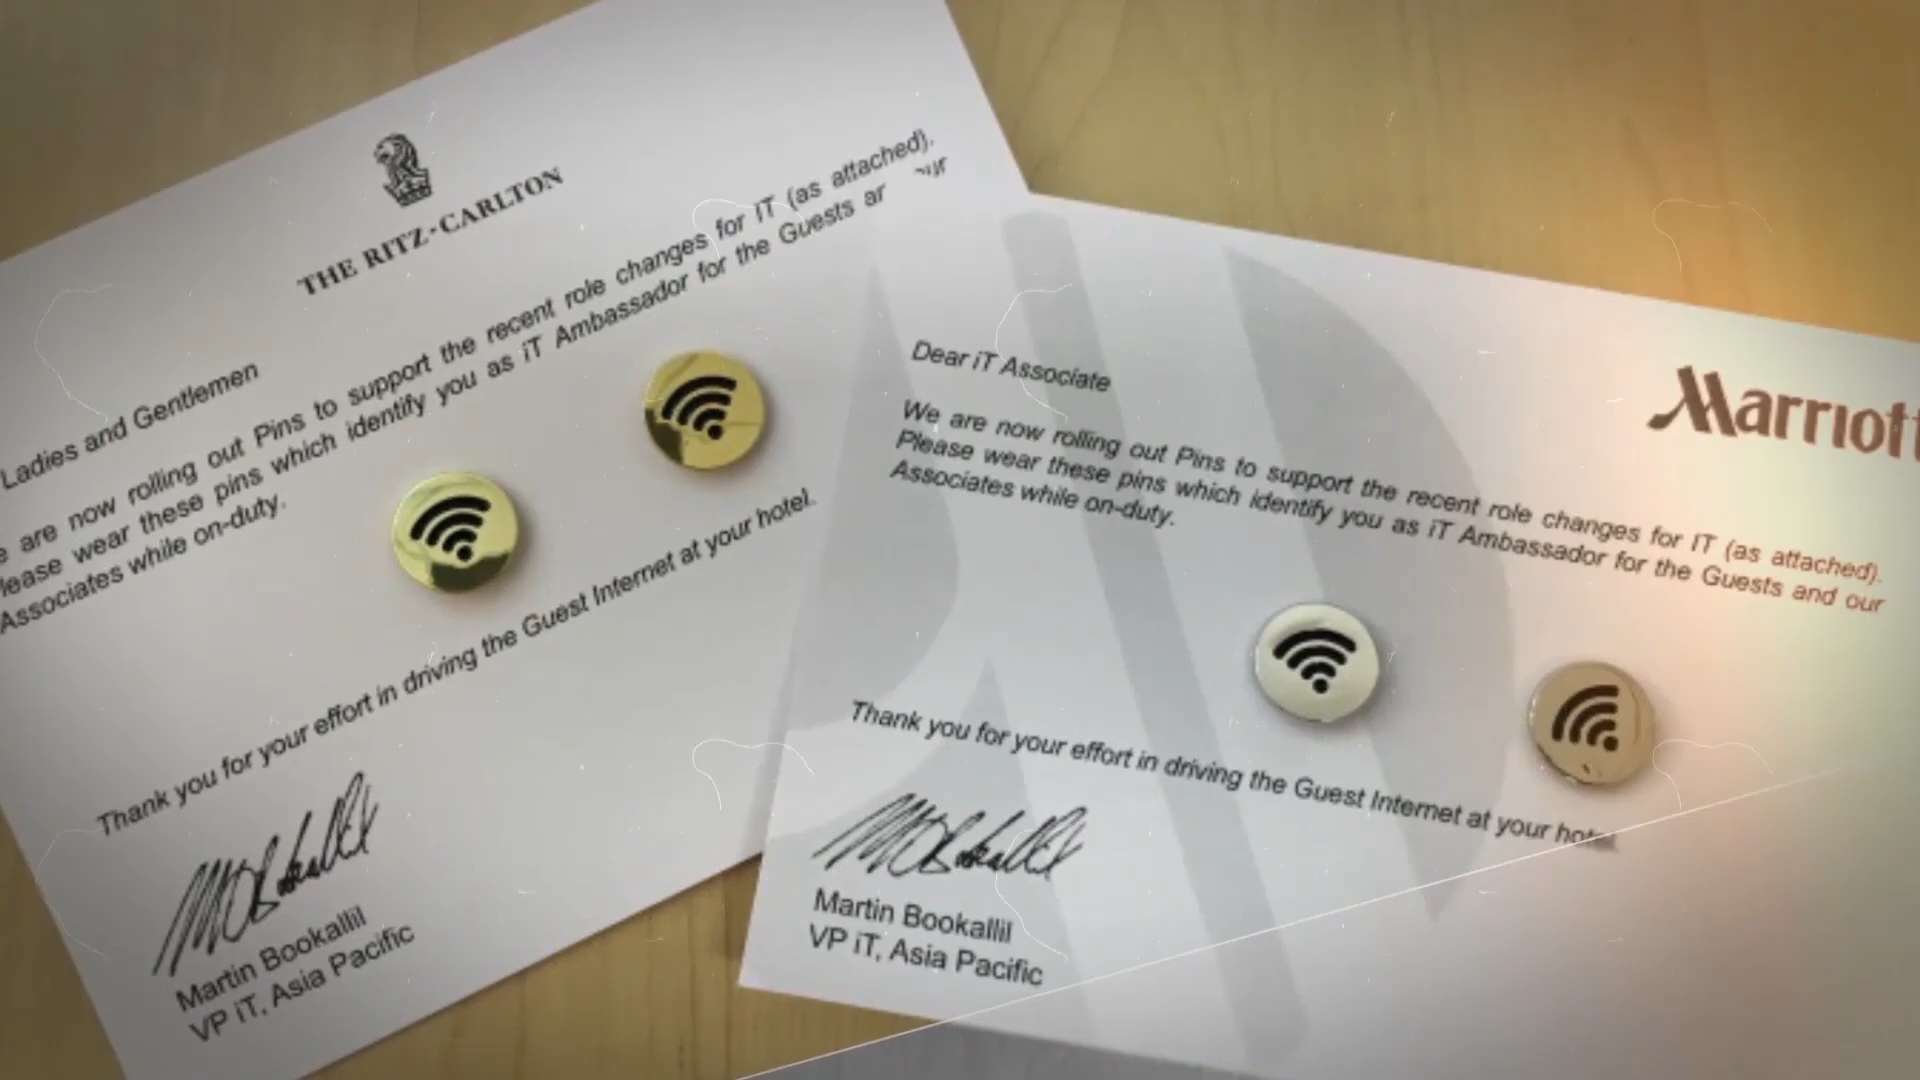 THE RITZ-CARLTON
Ladies and Gentlemen
are now rolling out Pins to support the recent role changes for IT (as attached).
lease wear these pins which identify you as iT Ambassador for the Guests
Associates while on-duty.
Thank you for your effort in driving the Guest Internet at your hotel.
Martin Bookallil
VP iT, Asia Pacific
Marriott
Dear iT Associate
We are now rolling out Pins to support the recent role changes for IT (as attached).
Please wear these pins which identify you as iT Ambassador for the Guests and our
Associates while on-duty.
Thank you for your effort in driving the Guest Internet at your hotel
Martin Bookallil
VP iT, Asia Pacific